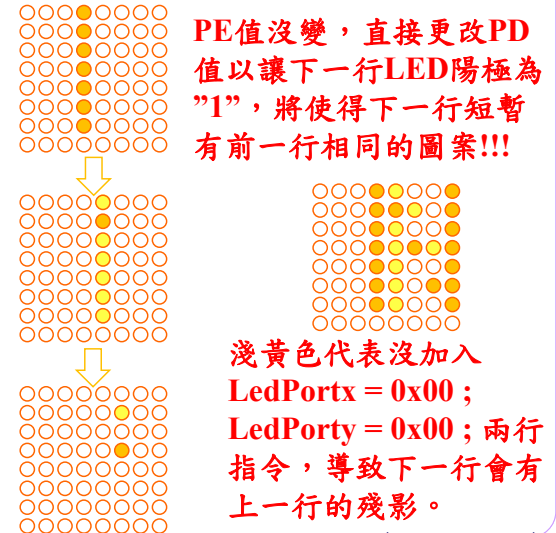 PE值沒變，直接更改PD
值以讓下一行LED陽極為
”1”，將使得下一行短暫
有前一行相同的圖案!!!
淺黃色代表沒加入
LedPortx = 0x00 ;
LedPorty = 0x00 ; 兩行
指令，導致下一行會有
上一行的殘影。